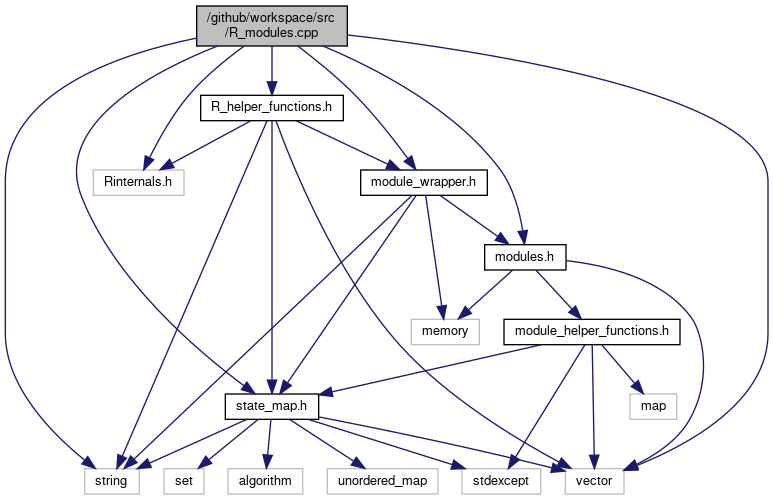 /github/workspace/src
/R_modules.cpp
R_helper_functions.h
Rinternals.h
module_wrapper.h
modules.h
memory
module_helper_functions.h
state_map.h
map
string
set
algorithm
unordered_map
stdexcept
vector